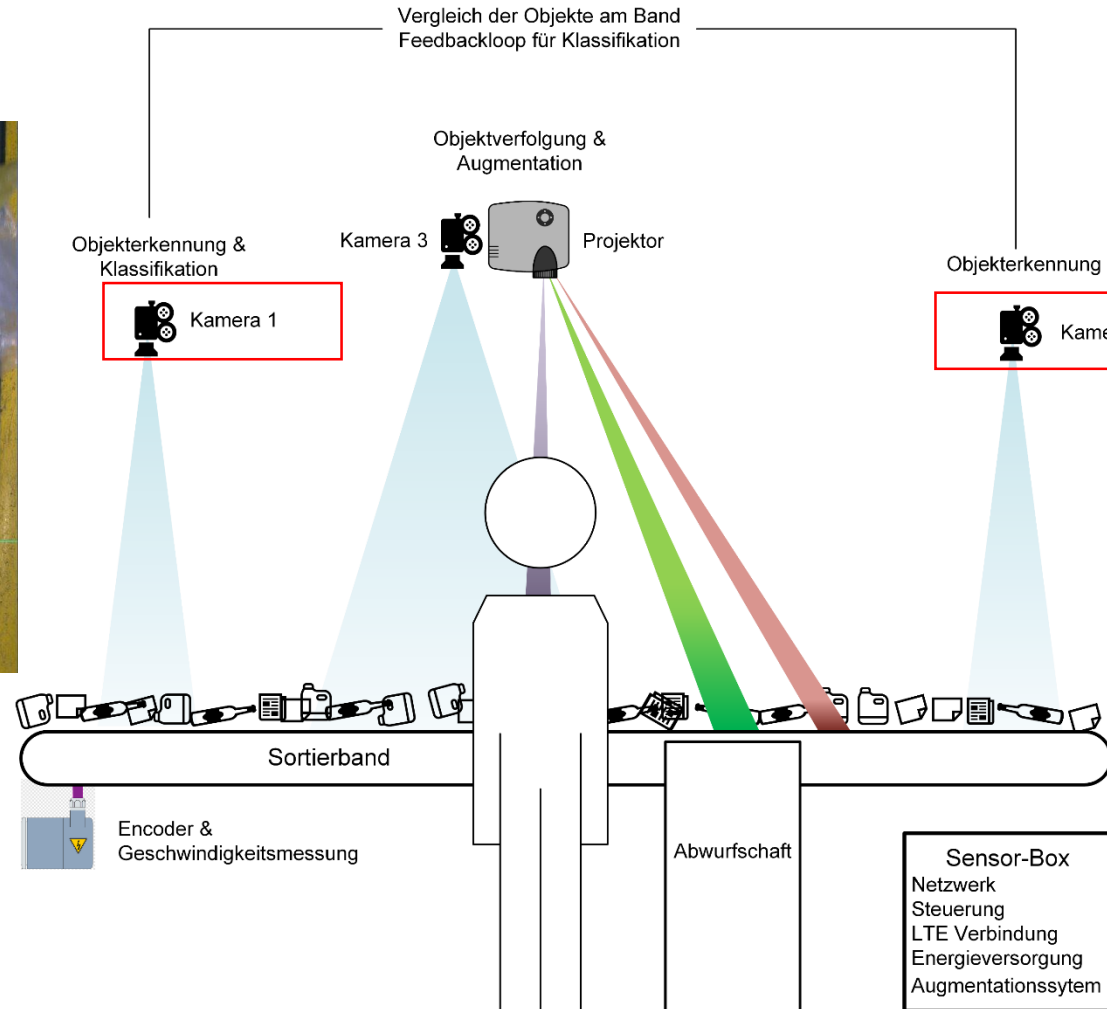 Vergleich der Objekte am Band
Feedbackloop für Klassifikation
Objektverfolgung &
Augmentation
Kamera 3
Projektor
Objekterkennung &
Klassifikation
Kamera 1
Objekterkennung
Sortierband
Encoder &
Geschwindigkeitsmessung
Abwurfschaft
Sensor-Box
Netzwerk
Steuerung
LTE Verbindung
Energieversorgung
Augmentationssytem